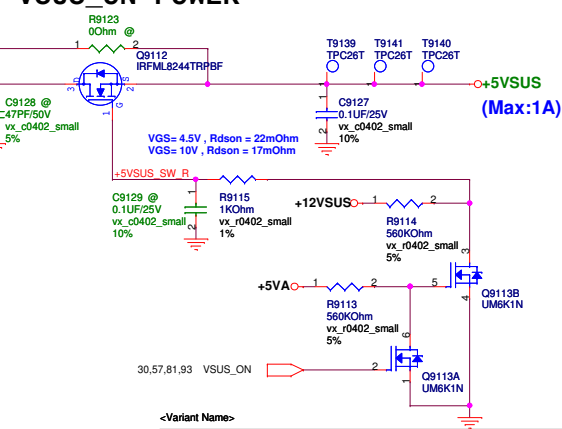 VSUS_ON POWER
R9123
0Ohm @
1
2
Q9112
IRFML8244TRPBF
3
D
S
2
G
1
T9139
TPC26T
T9141
TPC26T
T9140
TPC26T
+5VSUS
(Max:1A)
C9128 @
47PF/50V
vx_c0402_small
5%
1
C9127
0.1UF/25V
vx_c0402_small
10%
2
VGS= 4.5V , Rdson = 22mOhm
VGS= 10V , Rdson = 17mOhm
+5VSUS_SW_R
C9129 @
0.1UF/25V
vx_c0402_small
10%
1
2
R9115
1KOhm
vx_r0402_small
1%
+12VSUS
1
2
R9114
560KOhm
vx_r0402_small
5%
3
5
4
Q9113B
UM6K1N
+5VA
1
2
R9113
560KOhm
vx_r0402_small
5%
6
2
1
Q9113A
UM6K1N
30,57,81,93 VSUS_ON
<Variant Name>